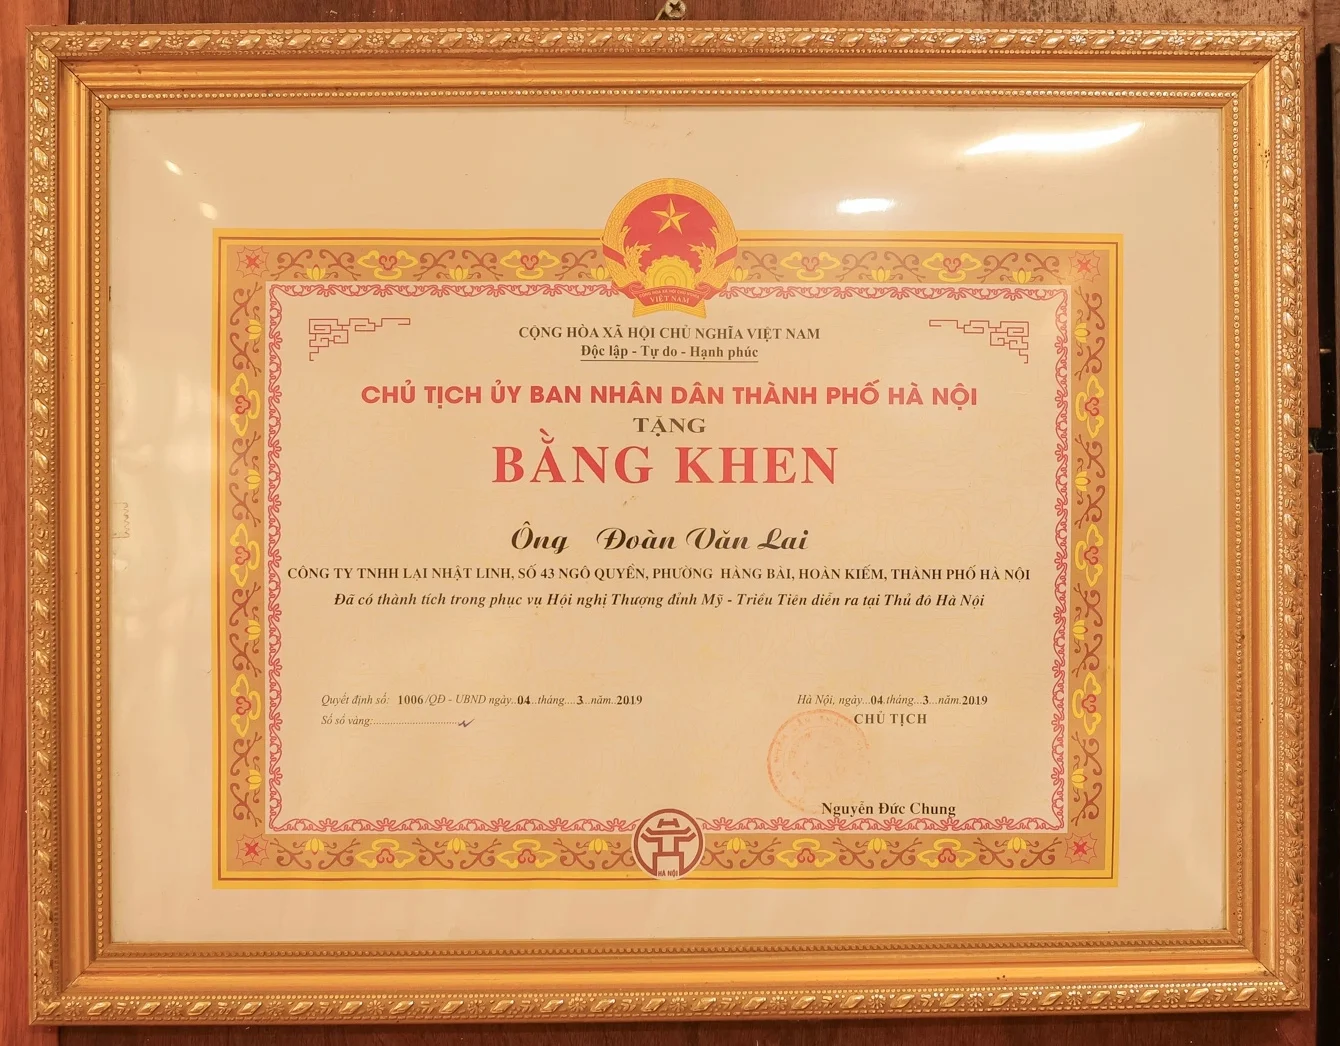 VIỆT NAM
CỘNG HÒA XÃ HỘI CHỦ NGHĨA VIỆT NAM
Độc lập - Tự do - Hạnh phúc
CHỦ TỊCH ỦY BAN NHÂN DÂN THÀNH PHỐ HÀ NỘI
TẶNG
BẰNG KHEN
Ông Đoàn Văn Lai
CÔNG TY TNHH LẠI NHẬT LINH, SỐ 43 NGÔ QUYỀN, PHƯỜNG HÀNG BÀI, HOÀN KIẾM, THÀNH PHỐ HÀ NỘI
Đã có thành tích trong phục vụ Hội nghị Thượng đỉnh Mỹ - Triều Tiên diễn ra tại Thủ đô Hà Nội
Quyết định số: 1006/QĐ - UBND ngày..04..tháng....3...năm..2019
Số sổ vàng:..............................
Hà Nội, ngày..04.tháng...3...năm..2019
CHỦ TỊCH
Nguyễn Đức Chung
HÀ NỘI